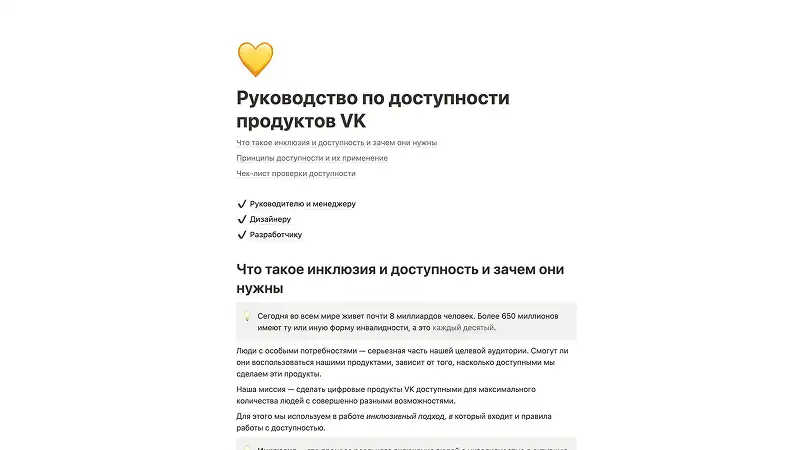 Руководство по доступности
продуктов VK
Что такое инклюзия и доступность и зачем они нужны
Принципы доступности и их применение
Чек-лист проверки доступности
Руководителю и менеджеру
Дизайнеру
Разработчику
Что такое инклюзия и доступность и зачем они
нужны
Сегодня во всем мире живет почти 8 миллиардов человек. Более 650 миллионов
имеют ту или иную форму инвалидности, а это каждый десятый.
Люди с особыми потребностями — серьезная часть нашей целевой аудитории. Смогут ли
они воспользоваться нашими продуктами, зависит от того, насколько доступными мы
сделаем эти продукты.
Наша миссия — сделать цифровые продукты VK доступными для максимального
количества людей с совершенно разными возможностями.
Для этого мы используем в работе инклюзивный подход, в который входит и правила
работы с доступностью.